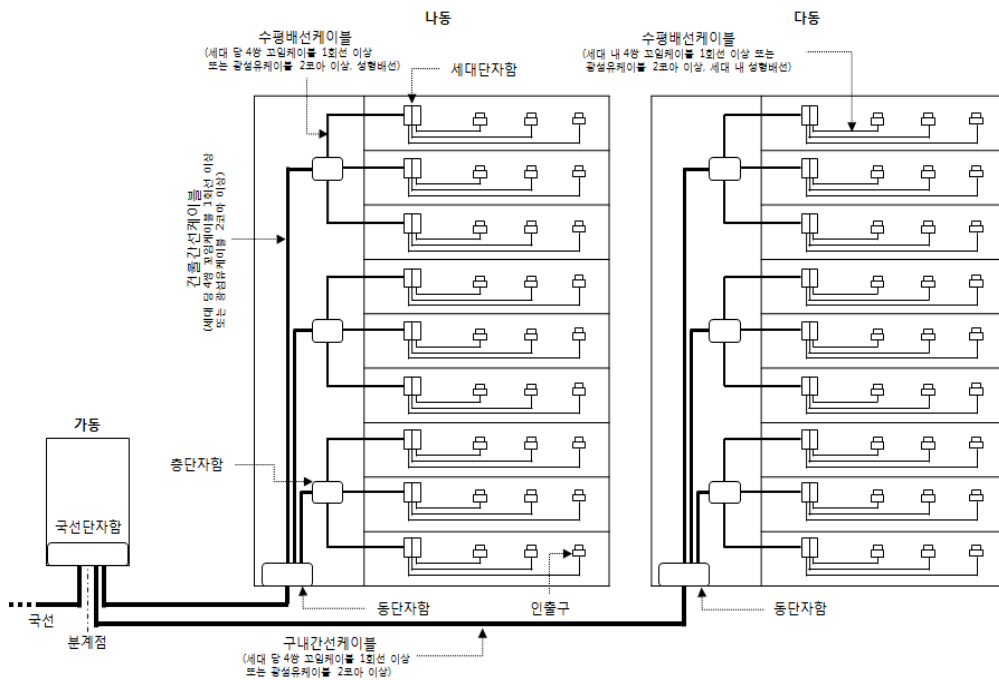 나동
다동
수평배선케이블
(세대 당 4쌍 꼬임케이블 1회선 이상
또는 광섬유케이블 2코아 이상, 성형배선)
세대단자함
수평배선케이블
(세대 내 4쌍 꼬임케이블 1회선 이상 또는
광섬유케이블 2코아 이상, 세대 내 성형배선)
건물간선케이블
(세대 당 4쌍 꼬임케이블 1회선 이상
또는 광섬유케이블 2코아 이상)
가동
층단자함
국선단자함
국선
분계점
동단자함
인출구
동단자함
구내간선케이블
(세대 당 4쌍 꼬임케이블 1회선 이상
또는 광섬유케이블 2코아 이상)